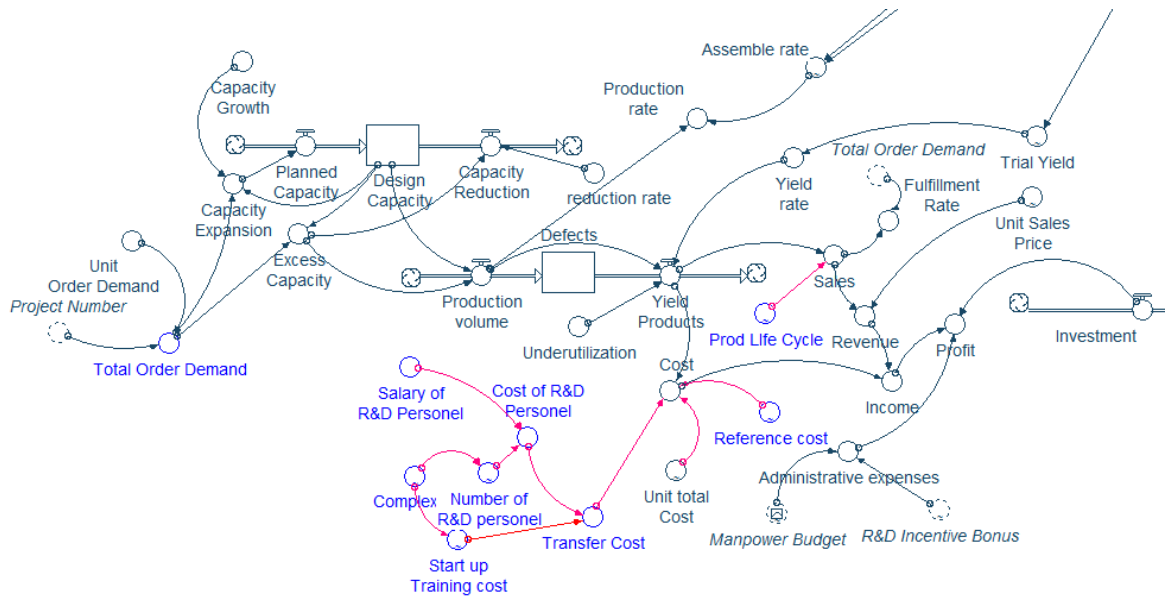 Assemble rate
Capacity
Growth
Production
rate
Total Order Demand
Trial Yield
Planned
Capacity
Design
Capacity
Capacity
Reduction
reduction rate
Yield
rate
Fulfillment
Rate
Capacity
Expansion
Unit Sales
Price
Defects
Excess
Capacity
Unit
Order Demand
Project Number
Production
volume
Yield
Products
Sales
Underutilization
Prod LIfe Cycle
Revenue
Profit
Investment
Total Order Demand
Cost
Salary of
R&D Personel
Cost of R&D
Personel
Income
Reference cost
Complex
Number of
R&D personel
Unit total
Cost
Administrative expenses
Transfer Cost
Manpower Budget
R&D Incentive Bonus
Start up
Training cost